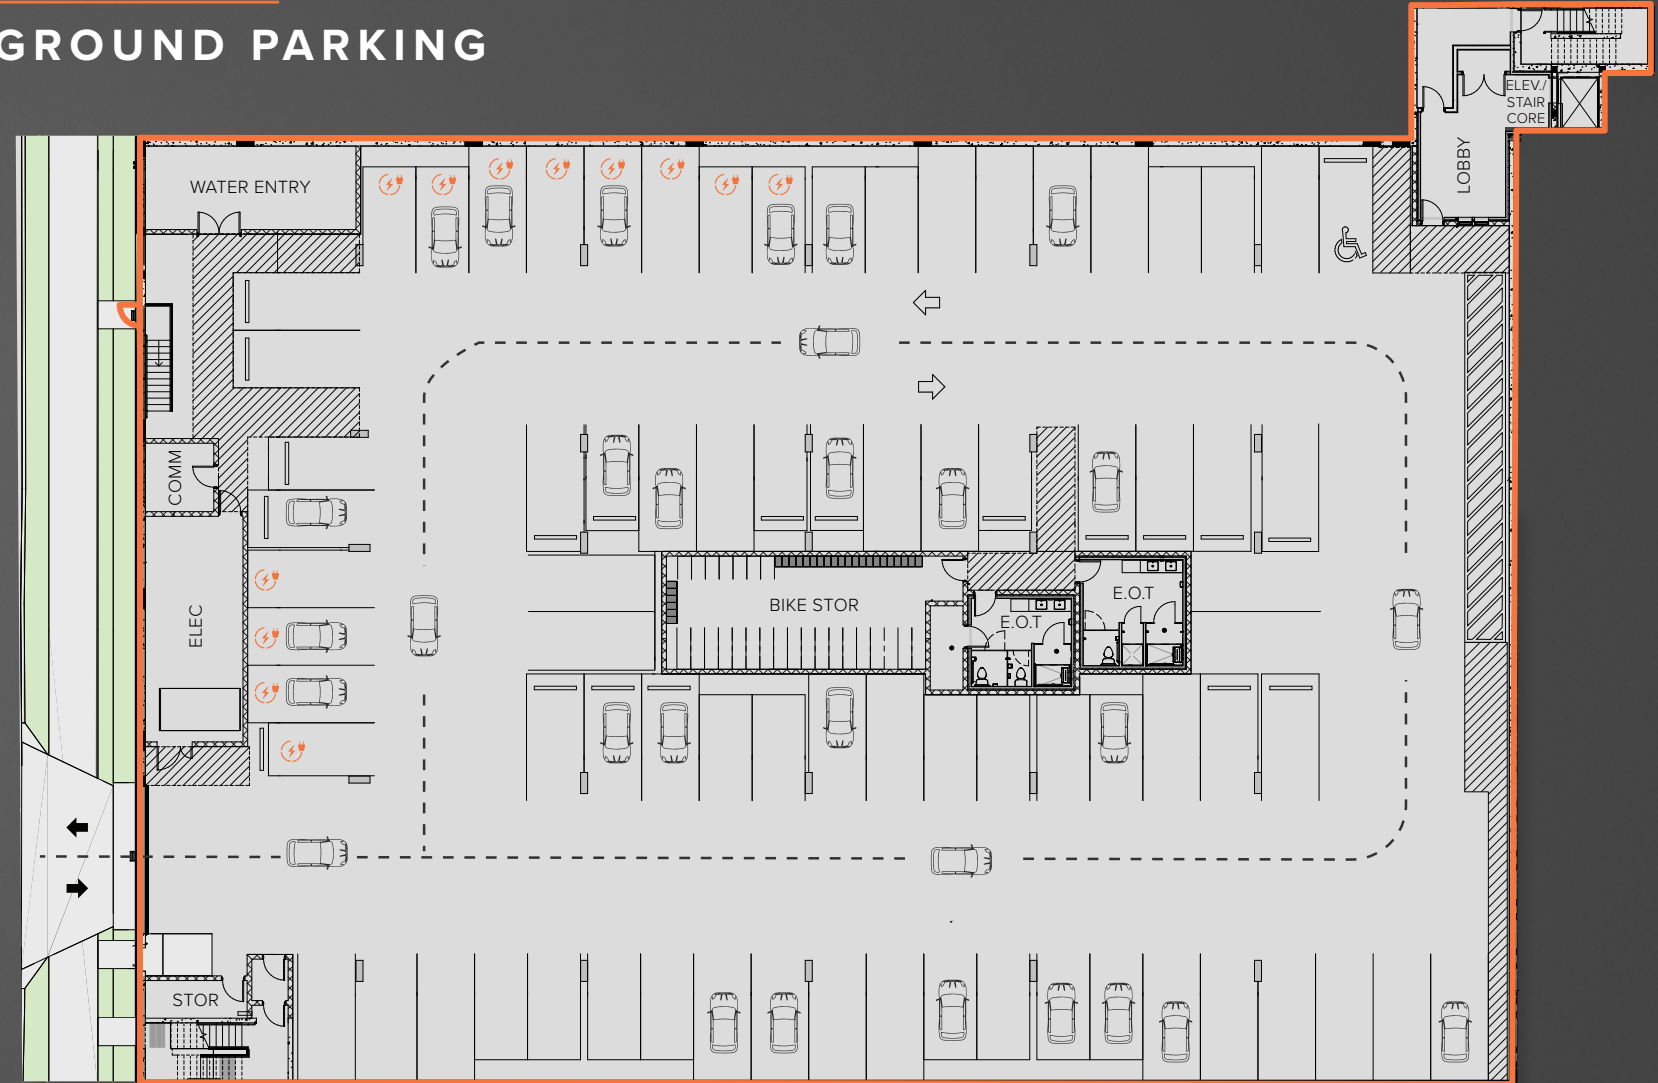 GROUND PARKING
ELEV./
STAIR
CORE
LOBBY
WATER ENTRY
COMM
ELEC
BIKE STOR
E.O.T
E.O.T
STOR